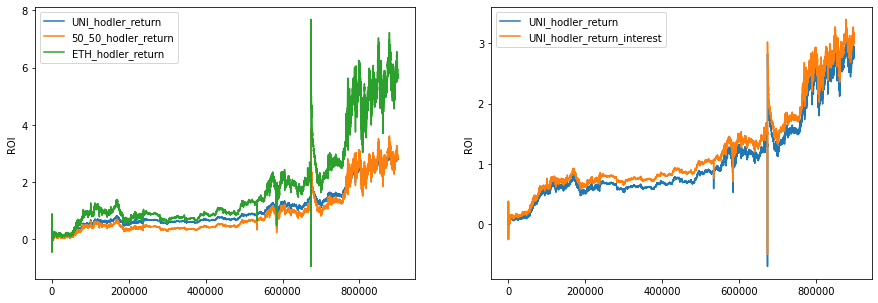 UNI_hodler_return
50_50_hodler_return
ETH_hodler_return
ROI
8
6
4
2
0
0
200000
400000
600000
800000
UNI_hodler_return
UNI_hodler_return_interest
ROI
3
2
1
0
0
200000
400000
600000
800000